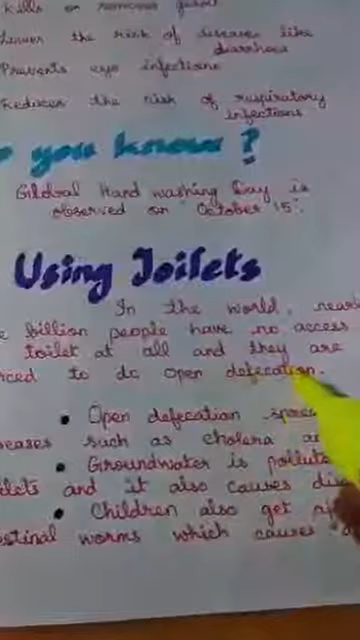 Kills or removes germs
Lower the risk of disease like
diarrhoea
Prevents eye infections
Reduces the risk of respiratory
infections
you know?
Global Hand washing Day is
observed on "October 15".
Using Toilets
In the world,
billion people have no access
toilet at all and they are
to do open defecation.
• Open defecation
such as cholera
• Groundwater is
and it also causes
• Children also get
worms which causes